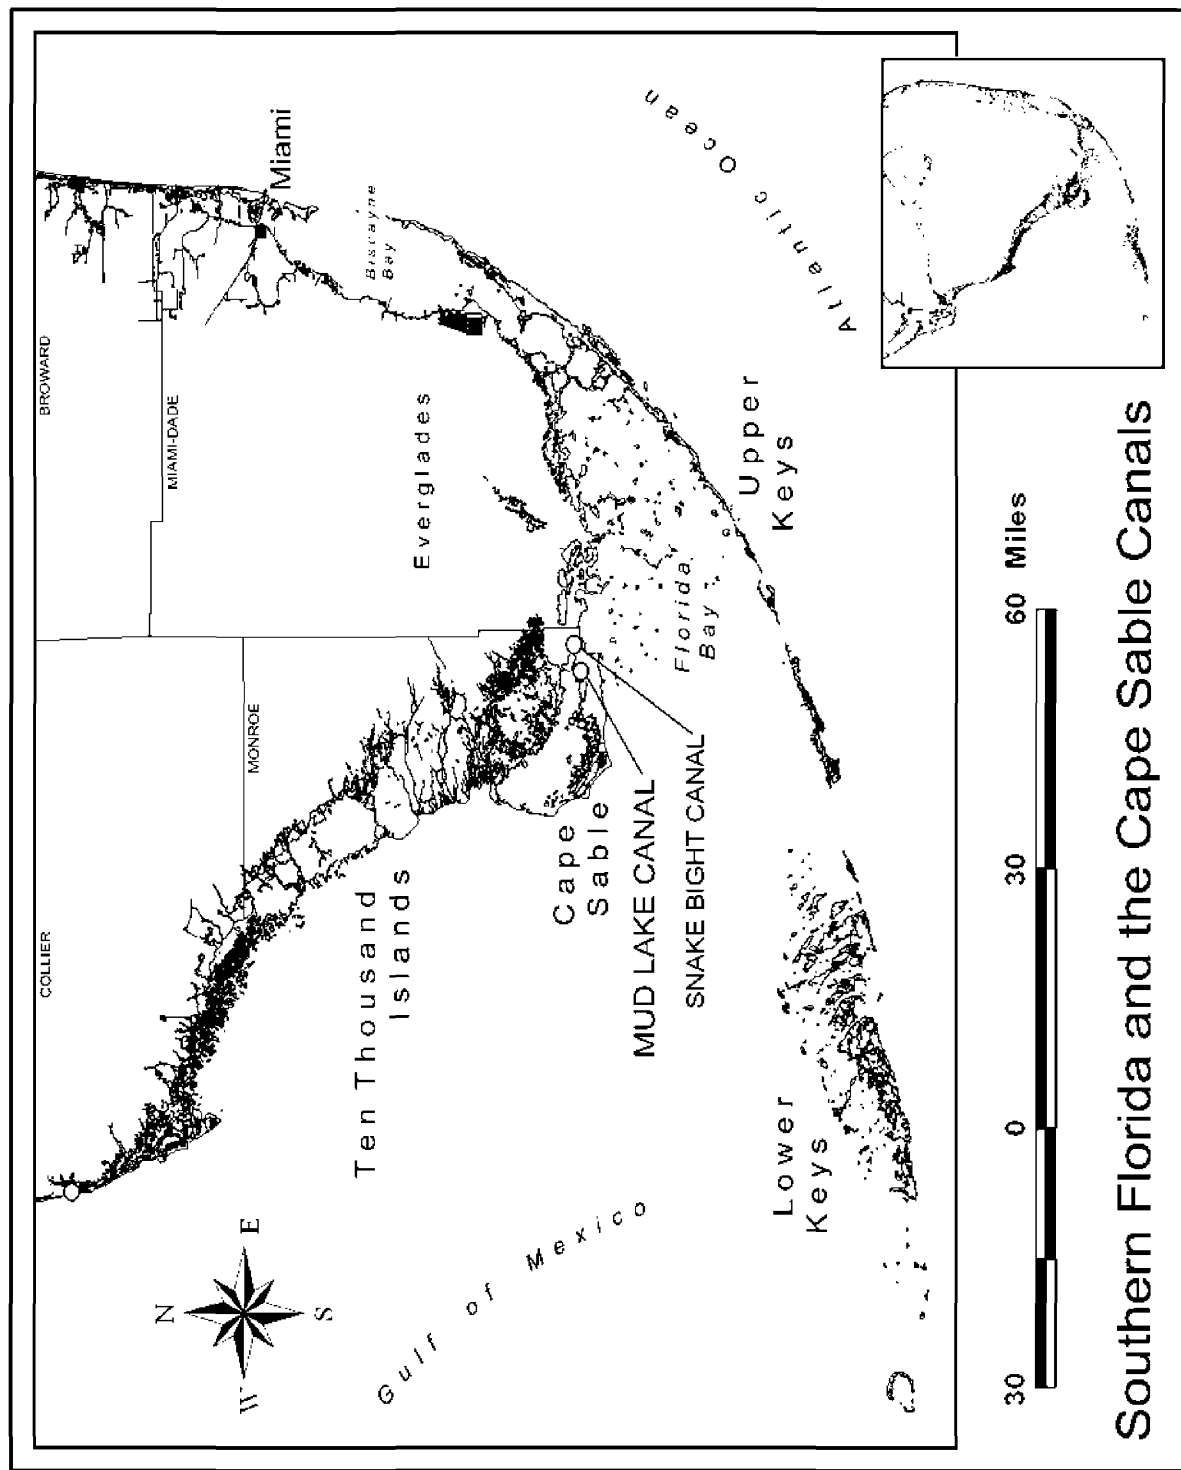 COLLIER
BROWARD
MONROE
MIAMI-DADE
Miami
Biscayne
Bay
Everglades
Ten Thousand
Islands
Cape
Sable
MUD LAKE CANAL
SNAKE BIGHT CANAL
Florida
Bay
Upper
Keys
Lower
Keys
Atlantic Ocean
Gulf of Mexico
N
E
S
W
30
0
30
60
Miles
Southern Florida and the Cape Sable Canals